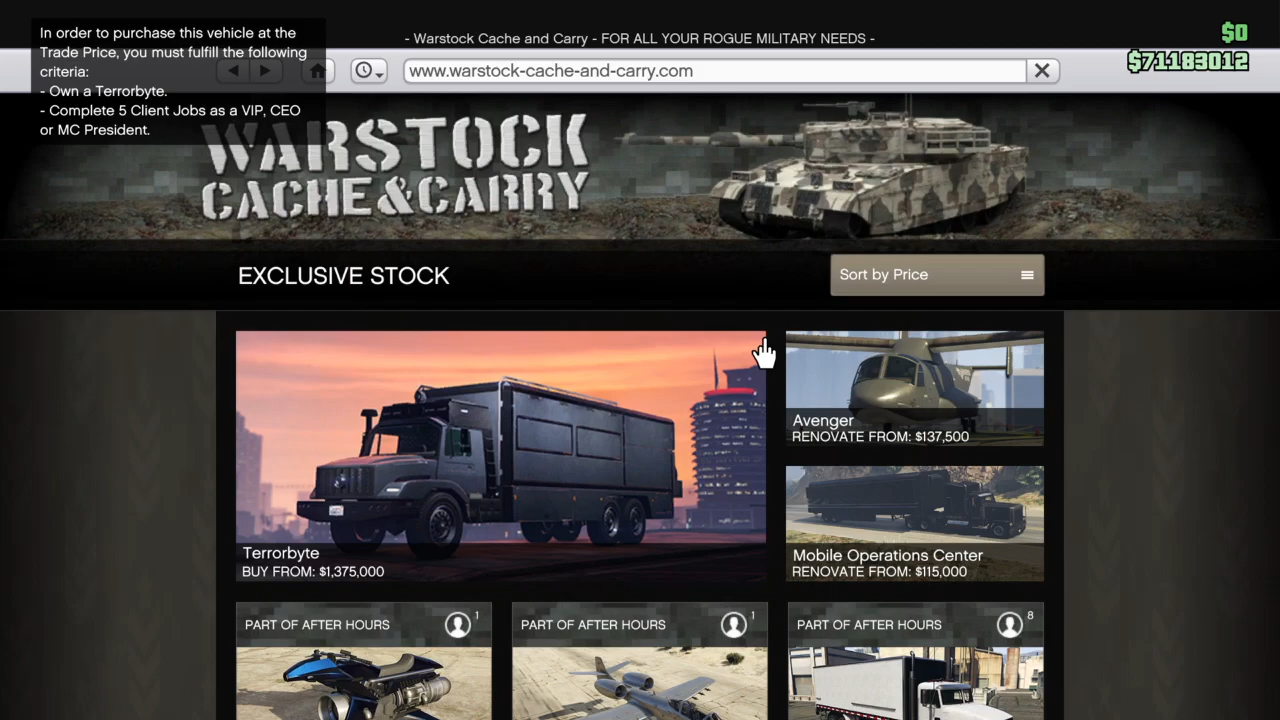 In order to purchase this vehicle at the
Trade Price, you must fulfill the following
criteria:
- Own a Terrorbyte.
- Complete 5 Client Jobs as a VIP, CEO
or MC President.
- Warstock Cache and Carry - FOR ALL YOUR ROGUE MILITARY NEEDS -
$0
$71183012
www.warstock-cache-and-carry.com
WARSTOCK
CACHE&CARRY
EXCLUSIVE STOCK
Sort by Price
Terrorbyte
BUY FROM: $1,375,000
Avenger
RENOVATE FROM: $137,500
Mobile Operations Center
RENOVATE FROM: $115,000
PART OF AFTER HOURS 1
PART OF AFTER HOURS 1
PART OF AFTER HOURS 8